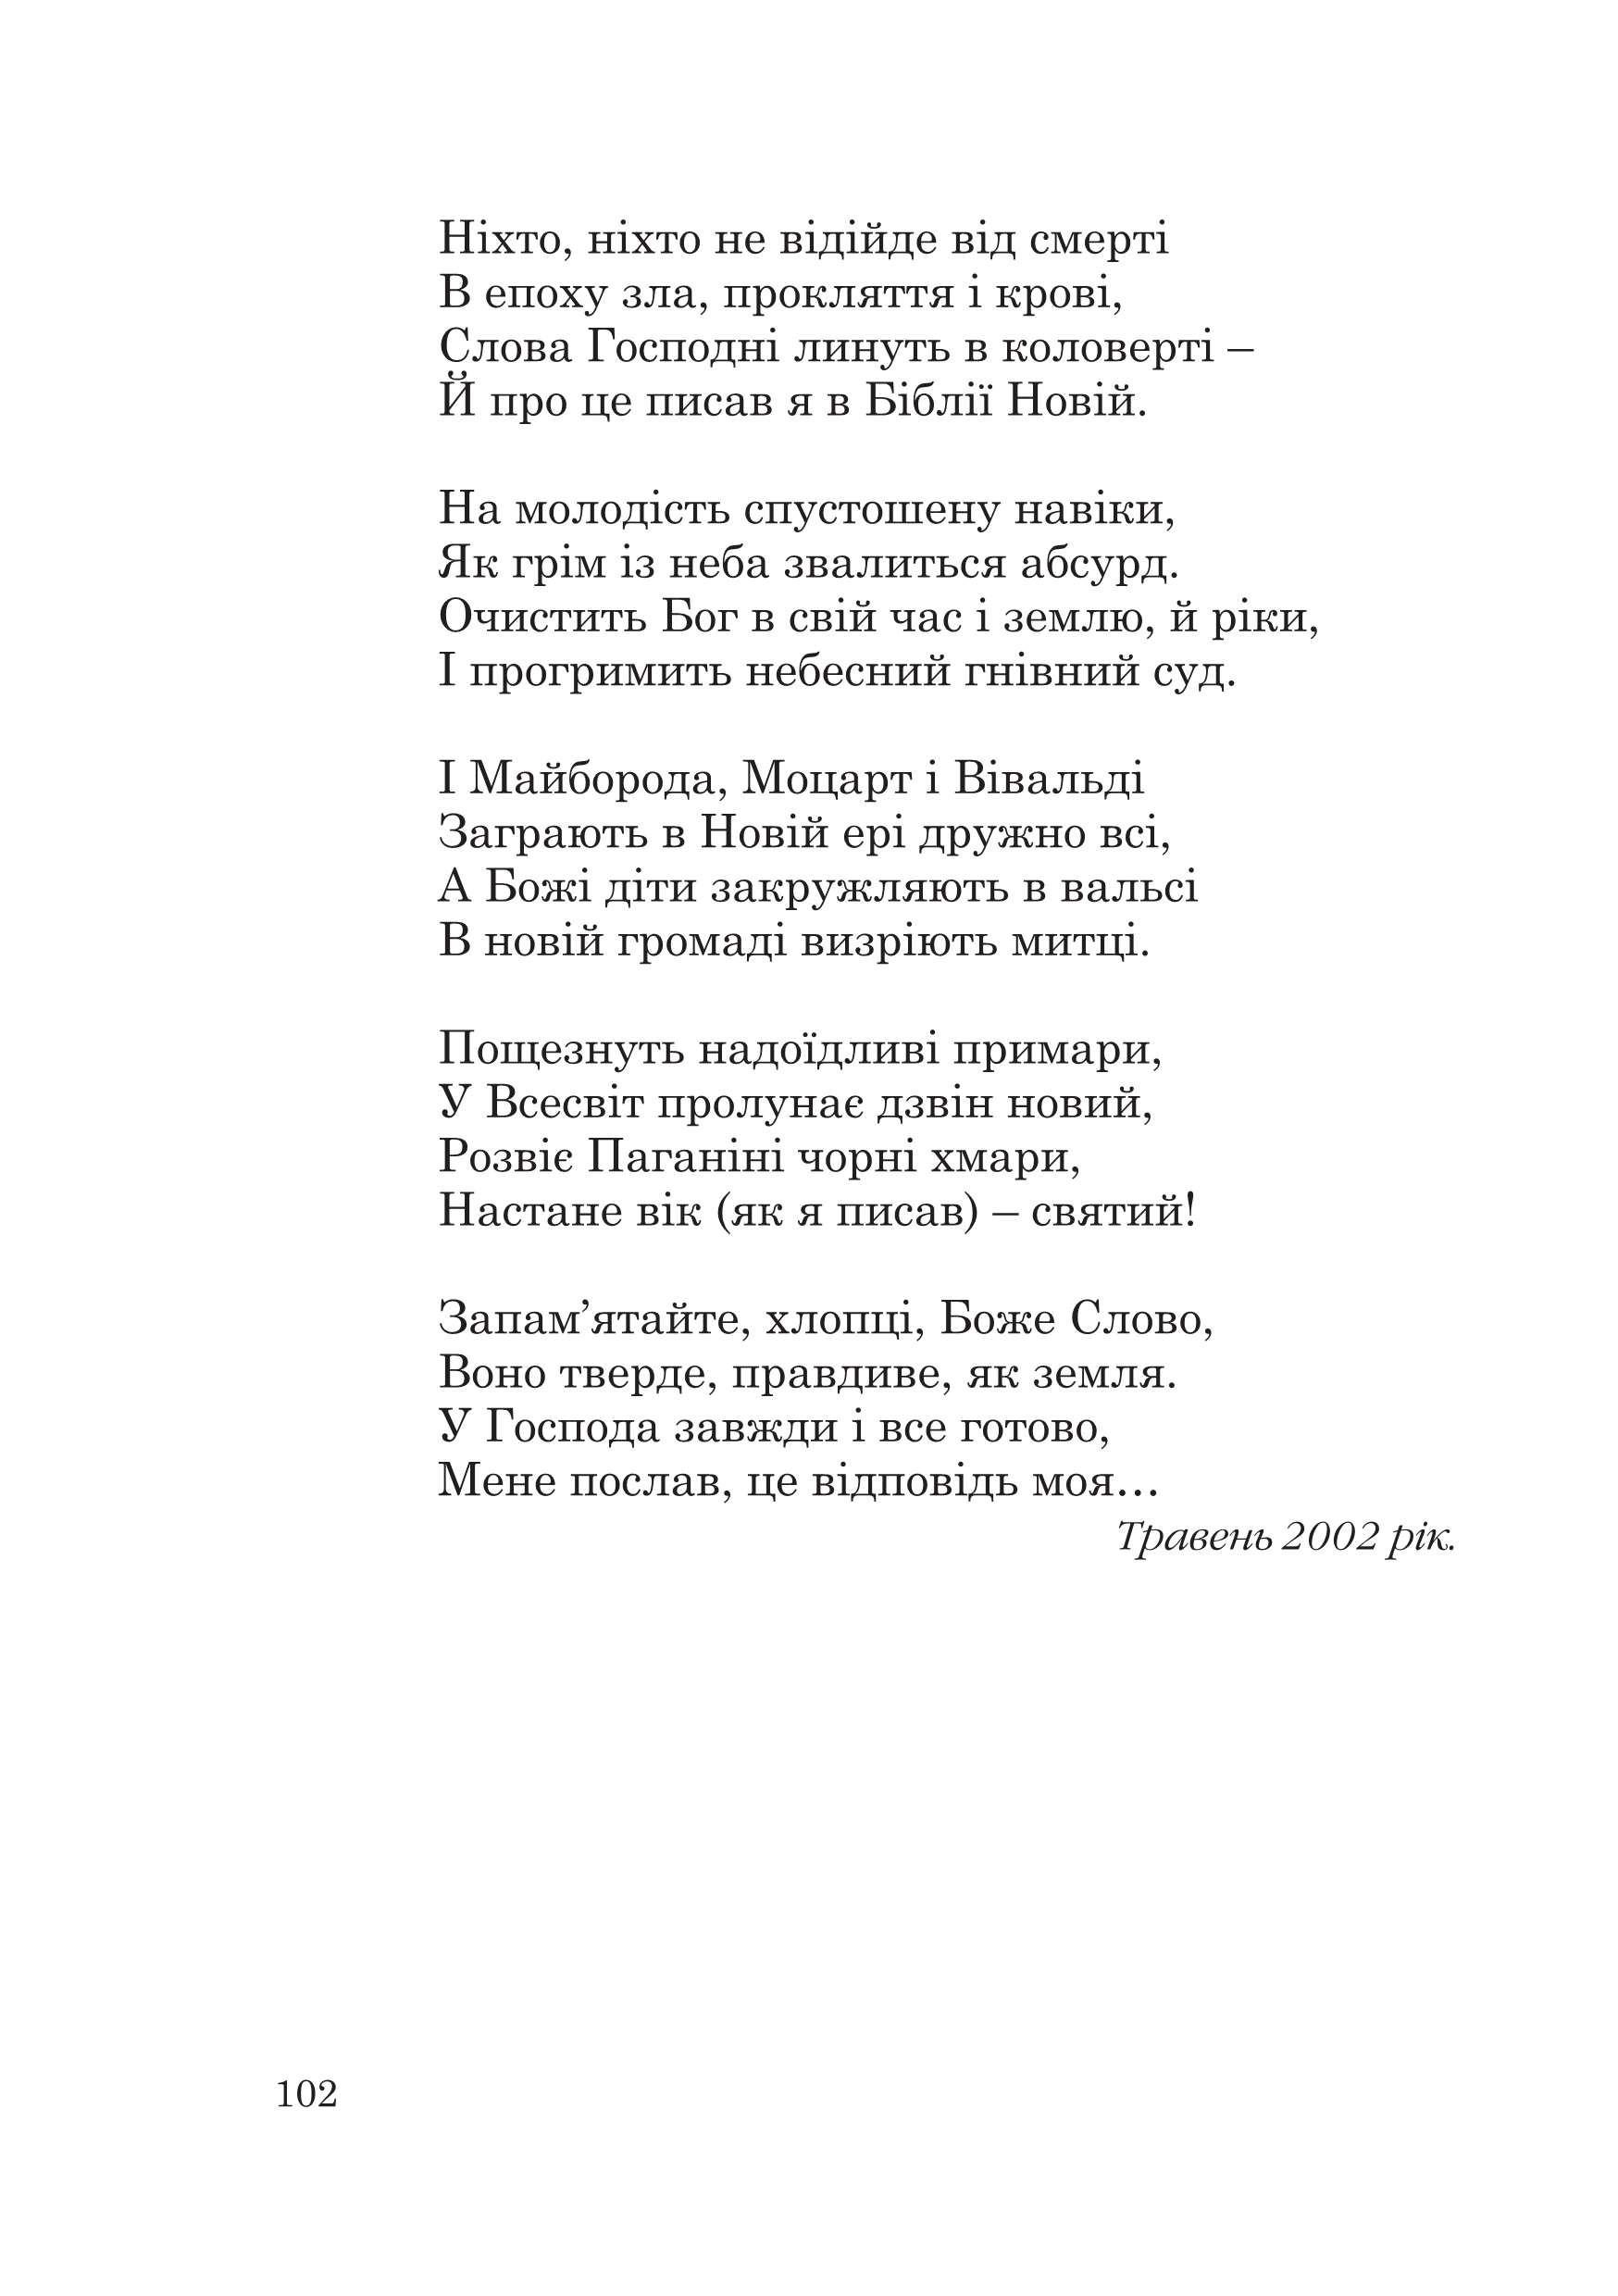 Ніхто, ніхто не відійде від смерті
В епоху зла, прокляття і крові,
Слова Господні линуть в коловерті –
Й про це писав я в Біблії Новій.

На молодість спустошену навіки,
Як грім із неба звалиться абсурд.
Очистить Бог в свій час і землю, й ріки,
І прогримить небесний гнівний суд.

І Майборода, Моцарт і Вівальді
Заграють в Новій ері дружно всі,
А Божі діти закружляють в вальсі
В новій громаді визріють митці.

Пощезнуть надоїдливі примари,
У Всесвіт пролунає дзвін новий,
Розвіє Паганіні чорні хмари,
Настане вік (як я писав) – святий!

Запам’ятайте, хлопці, Боже Слово,
Воно тверде, правдиве, як земля.
У Господа завжди і все готово,
Мене послав, це відповідь моя...
Травень 2002 рік.
102